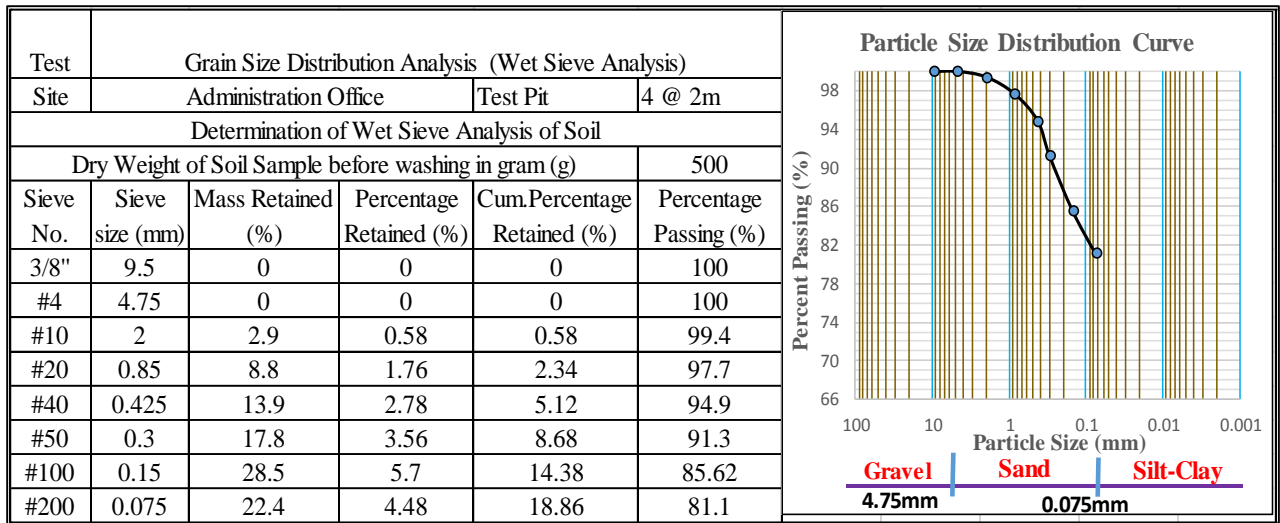 Test Grain Size Distribution Analysis (Wet Sieve Analysis)
Site Administration Office Test Pit 4 @ 2m
Determination of Wet Sieve Analysis of Soil
Dry Weight of Soil Sample before washing in gram (g) 500
Sieve Sieve Mass Retained Percentage Cum.Percentage Percentage
No. size (mm) (%) Retained (%) Retained (%) Passing (%)
3/8" 9.5 0 0 0 100
#4 4.75 0 0 0 100
#10 2 2.9 0.58 0.58 99.4
#20 0.85 8.8 1.76 2.34 97.7
#40 0.425 13.9 2.78 5.12 94.9
#50 0.3 17.8 3.56 8.68 91.3
#100 0.15 28.5 5.7 14.38 85.62
#200 0.075 22.4 4.48 18.86 81.1
Particle Size Distribution Curve
Percent Passing (%)
98
94
90
86
82
78
74
70
66
100 10 1 0.1 0.01 0.001
Particle Size (mm)
Gravel Sand Silt-Clay
4.75mm 0.075mm